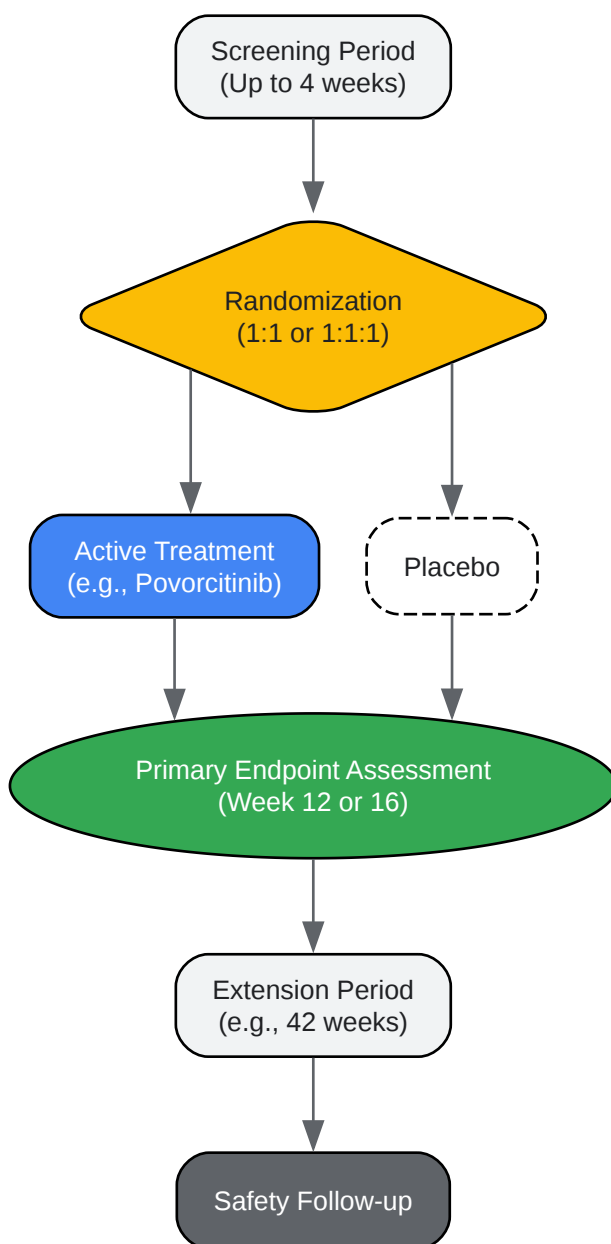 Screening Period
(Up to 4 weeks)
Randomization
(1:1 or 1:1:1)
Active Treatment
(e.g., Povorcitinib)
Placebo
Primary Endpoint Assessment
(Week 12 or 16)
Extension Period
(e.g., 42 weeks)
Safety Follow-up